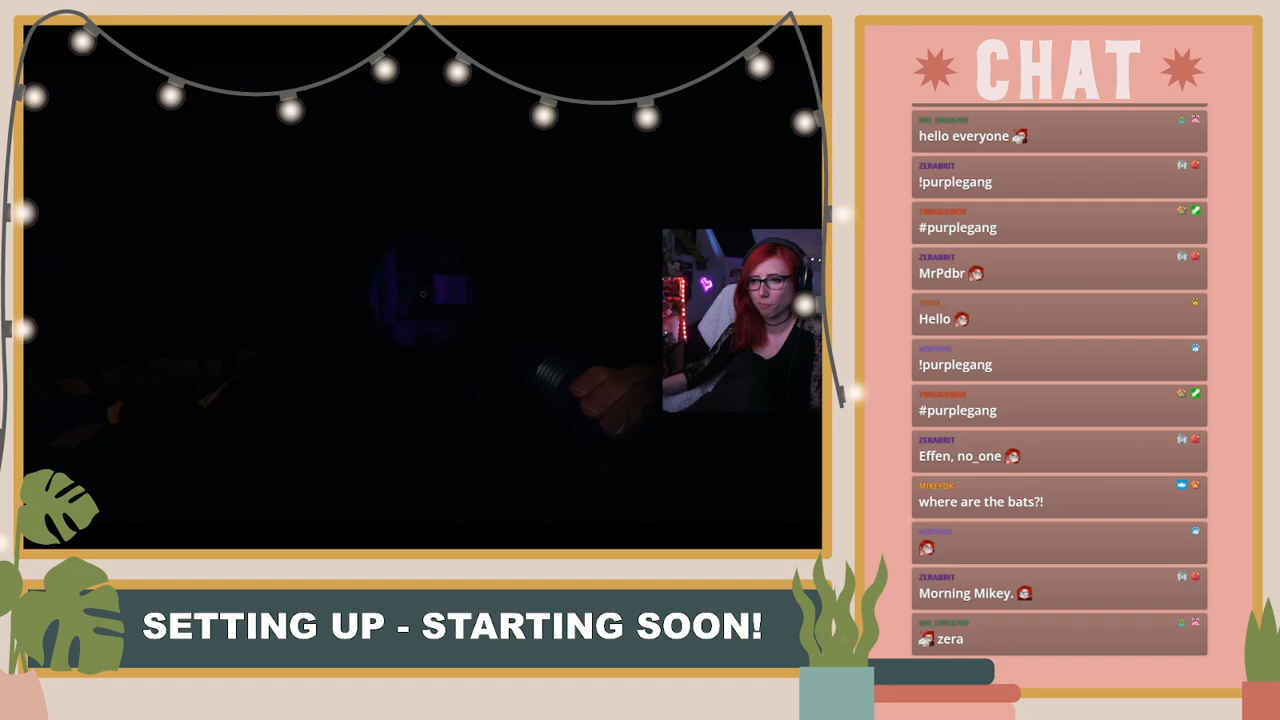 CHAT
hello everyone
ZERABRIT
!purplegang
#purplegang
ZERABRIT
MrPdbr
Hello
!purplegang
#purplegang
ZERABRIT
Effen, no_one
MIKEYDK
where are the bats?!
ZERABRIT
Morning Mikey.
zera
SETTING UP - STARTING SOON!